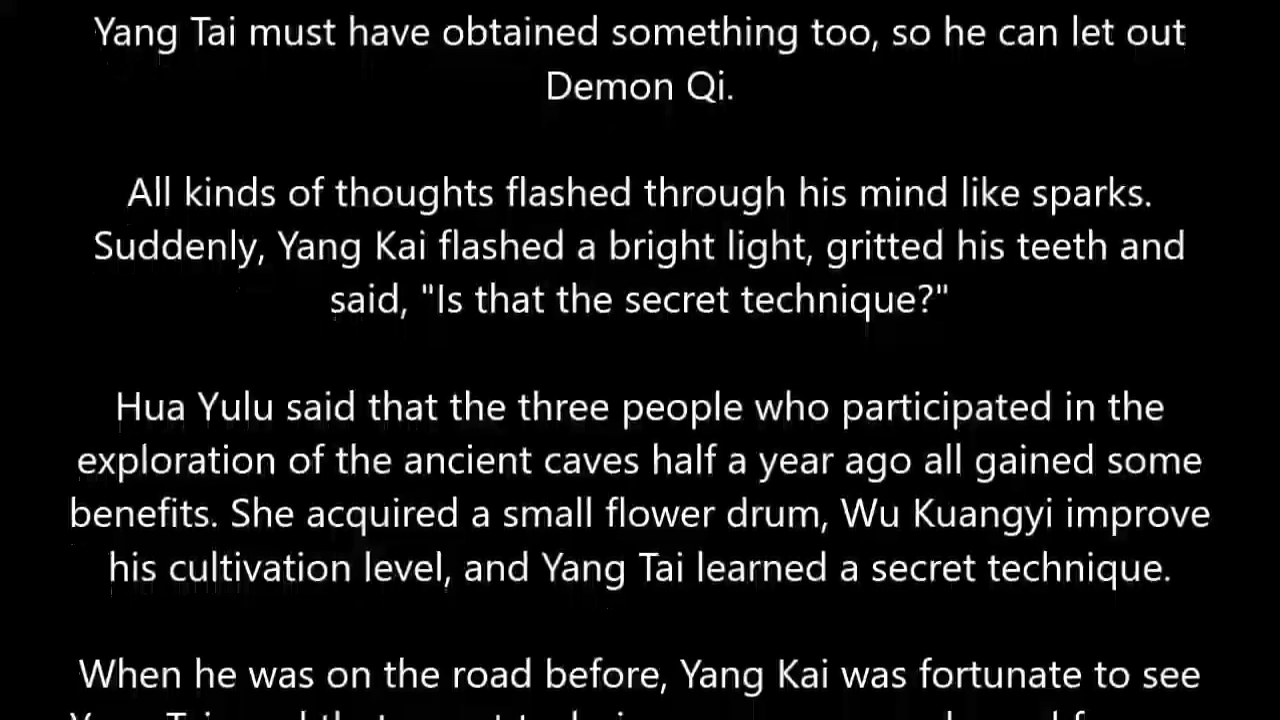 Yang Tai must have obtained something too, so he can let out
Demon Qi.
All kinds of thoughts flashed through his mind like sparks.
Suddenly, Yang Kai flashed a bright light, gritted his teeth and
said, "Is that the secret technique?"
Hua Yulu said that the three people who participated in the
exploration of the ancient caves half a year ago all gained some
benefits. She acquired a small flower drum, Wu Kuangyi improve
his cultivation level, and Yang Tai learned a secret technique.
When he was on the road before, Yang Kai was fortunate to see